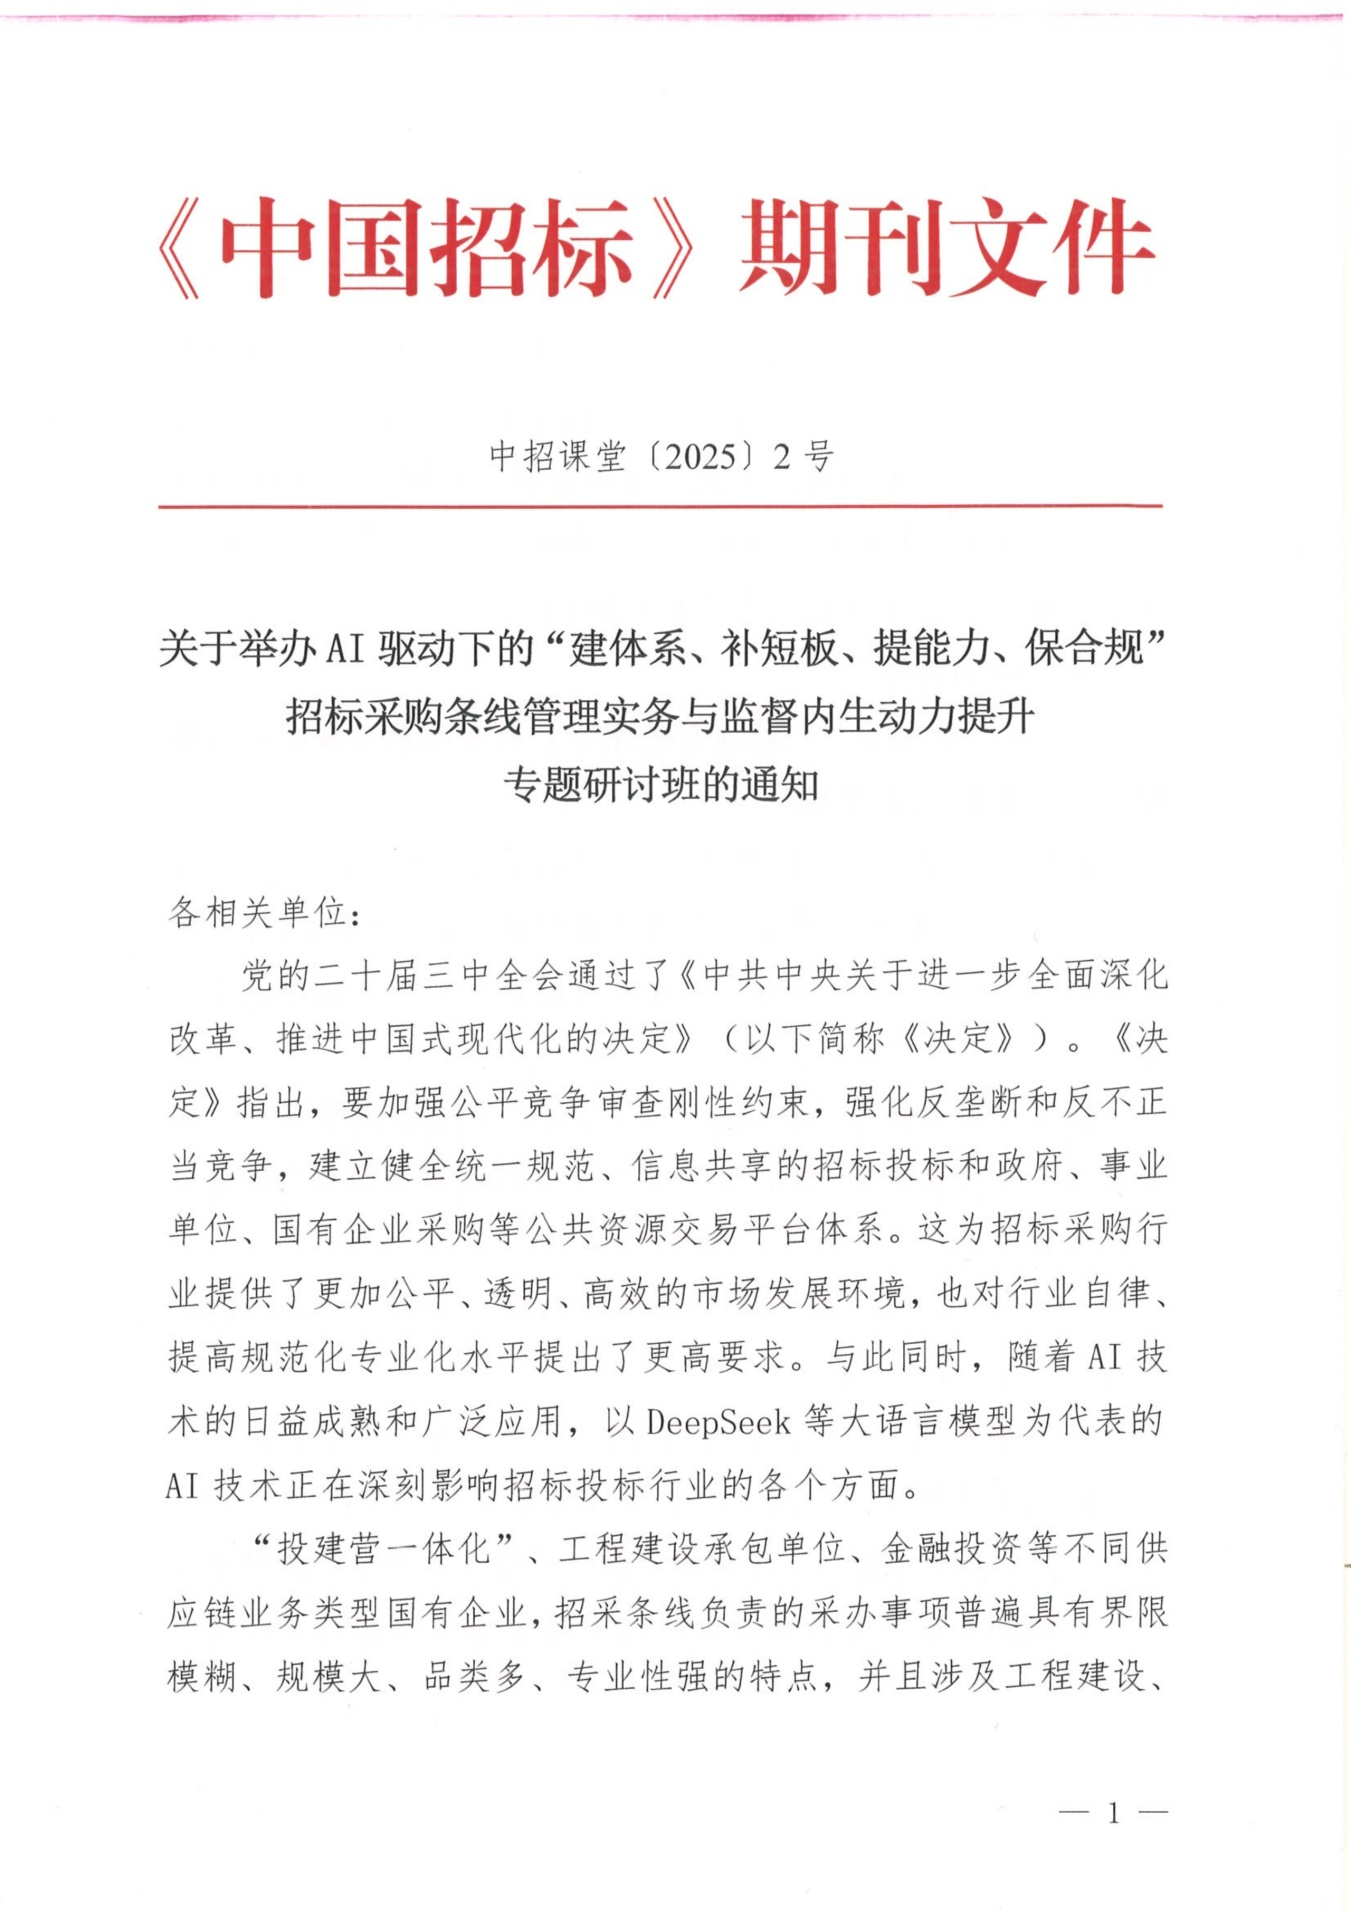 《中国招标》期刊文件
中招课堂〔2025〕2 号
关于举办 AI 驱动下的“建体系、补短板、提能力、保合规”
招标采购条线管理实务与监督内生动力提升
专题研讨班的通知
各相关单位：
党的二十届三中全会通过了《中共中央关于进一步全面深化
改革、推进中国式现代化的决定》（以下简称《决定》）。《决
定》指出，要加强公平竞争审查刚性约束，强化反垄断和反不正
当竞争，建立健全统一规范、信息共享的招标投标和政府、事业
单位、国有企业采购等公共资源交易平台体系。这为招标采购行
业提供了更加公平、透明、高效的市场发展环境，也对行业自律、
提高规范化专业化水平提出了更高要求。与此同时，随着 AI 技
术的日益成熟和广泛应用，以 DeepSeek 等大语言模型为代表的
AI 技术正在深刻影响招标投标行业的各个方面。
“投建营一体化”、工程建设承包单位、金融投资等不同供
应链业务类型国有企业，招采条线负责的采办事项普遍具有界限
模糊、规模大、品类多、专业性强的特点，并且涉及工程建设、
— 1 —